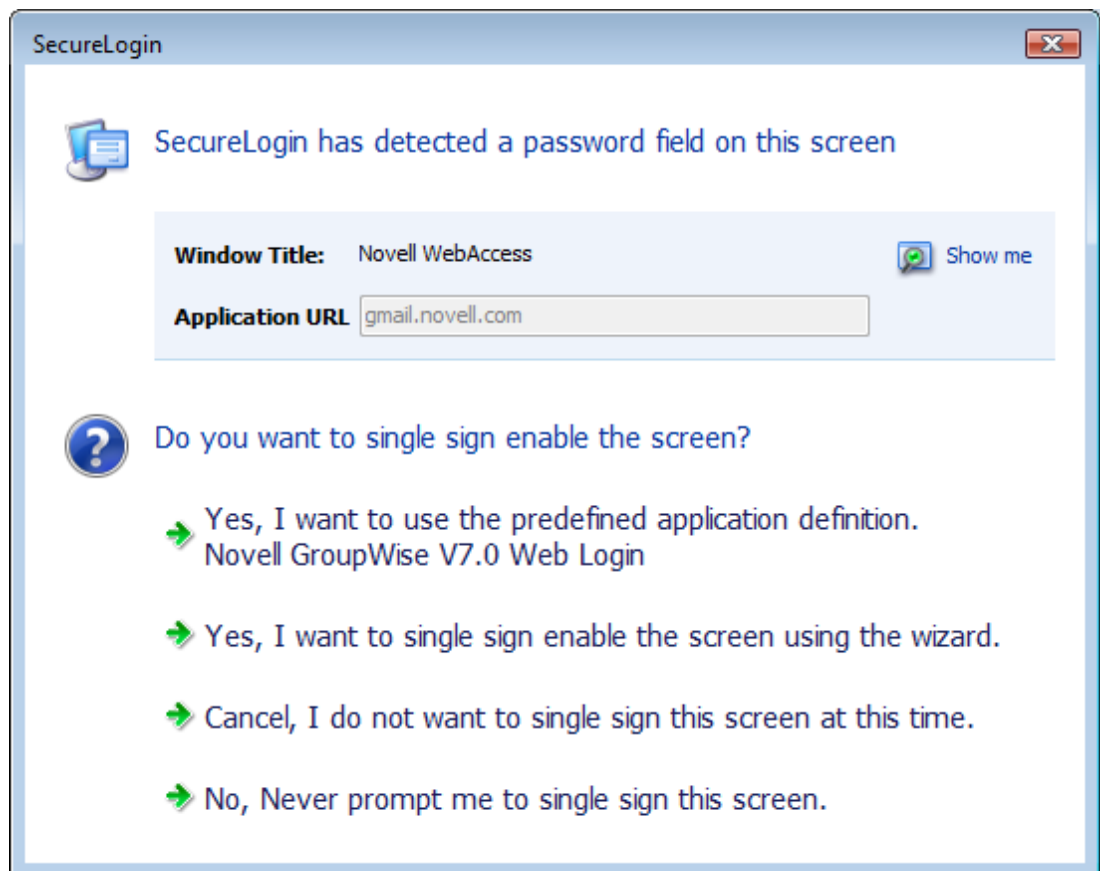 SecureLogin
SecureLogin has detected a password field on this screen
Window Title: Novell WebAccess Show me
Application URL gmail.novell.com
Do you want to single sign enable the screen?
Yes, I want to use the predefined application definition.
Novell GroupWise V7.0 Web Login
Yes, I want to single sign enable the screen using the wizard.
Cancel, I do not want to single sign this screen at this time.
No, Never prompt me to single sign this screen.